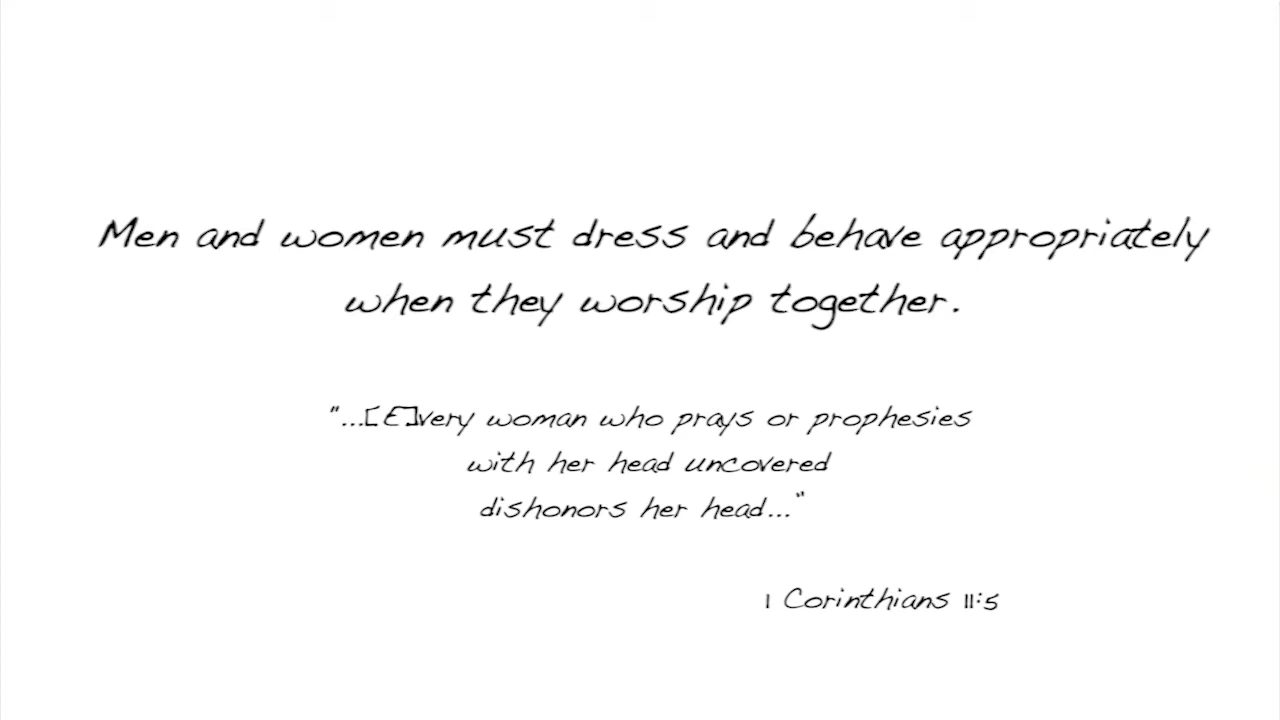 Men and women must dress and behave appropriately
when they worship together.
"...[E]very woman who prays or prophesies
with her head uncovered
dishonors her head..."
1 Corinthians 11:5